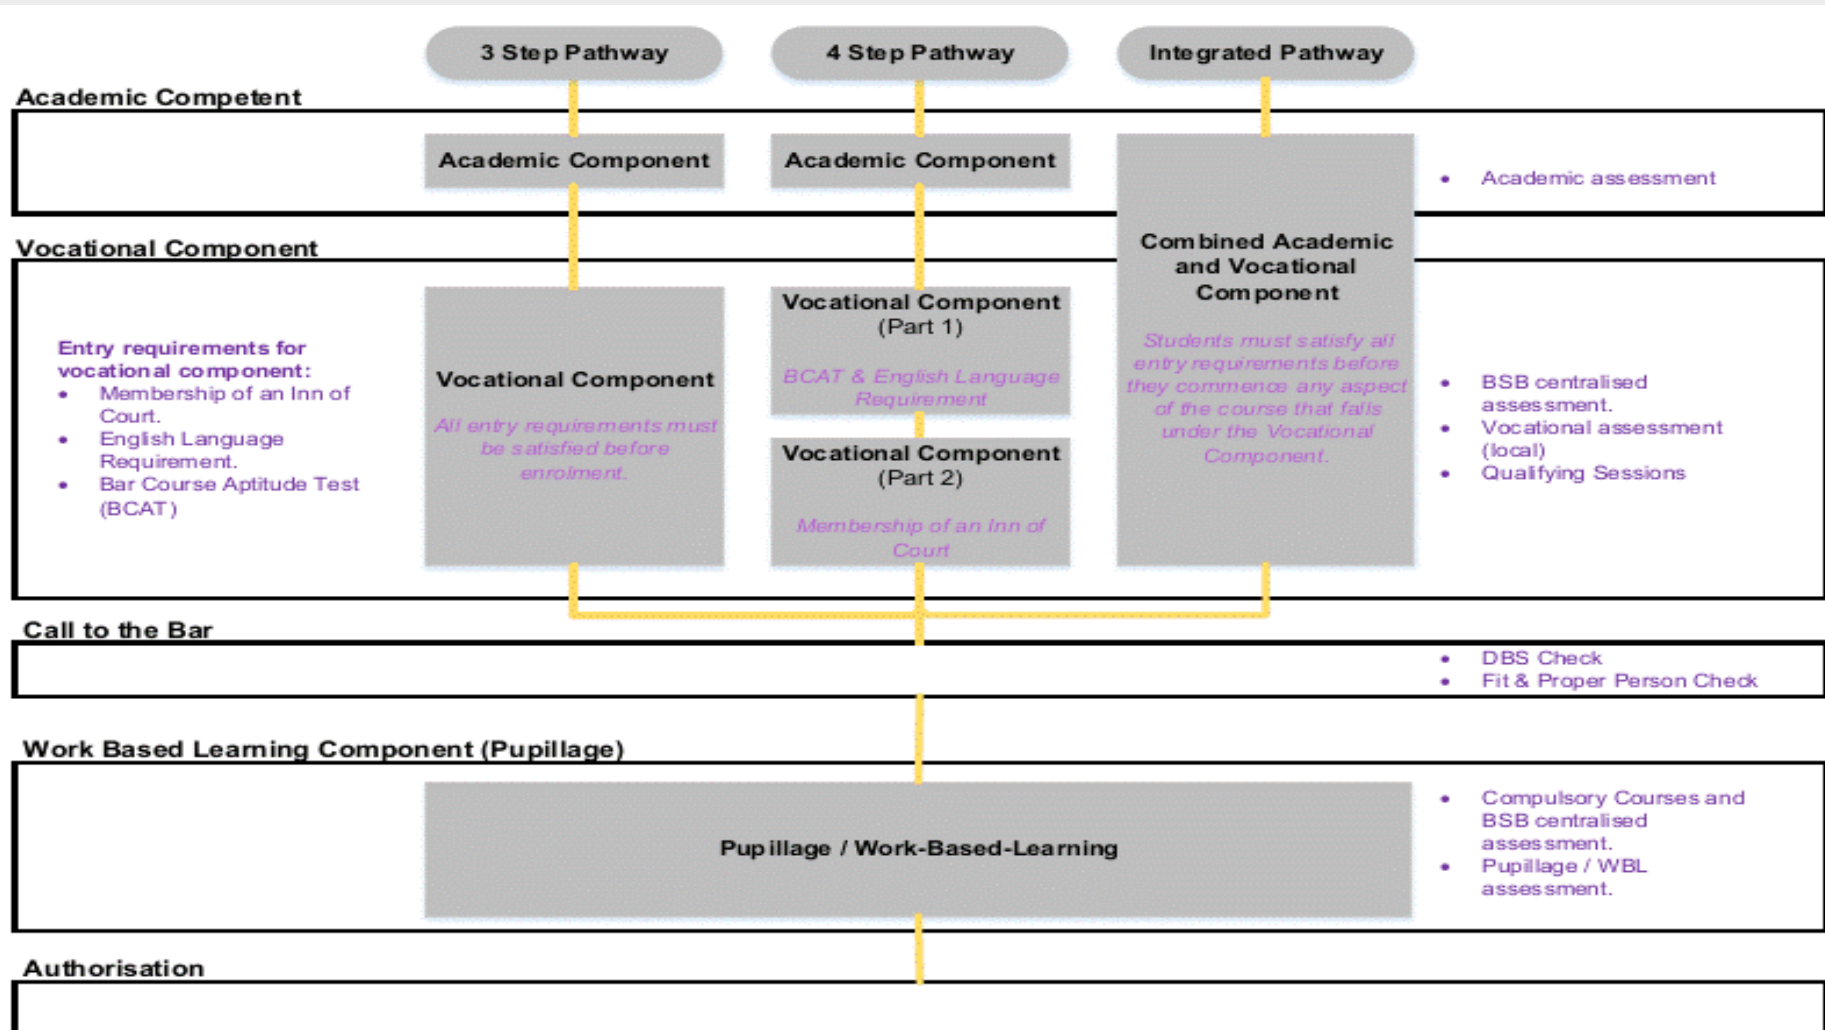 3 Step Pathway
4 Step Pathway
Integrated Pathway
Academic Competent
Academic Component
Academic Component
• Academic assessment
Vocational Component
Entry requirements for
vocational component:
• Membership of an Inn of
Court.
• English Language
Requirement.
• Bar Course Aptitude Test
(BCAT)
Vocational Component
All entry requirements must
be satisfied before
enrolment.
Vocational Component
(Part 1)
BCAT & English Language
Requirement
Vocational Component
(Part 2)
Membership of an Inn of
Court
Combined Academic
and Vocational
Component
Students must satisfy all
entry requirements before
they commence any aspect
of the course that falls
under the Vocational
Component.
• BSB centralised
assessment.
• Vocational assessment
(local)
• Qualifying Sessions
Call to the Bar
• DBS Check
• Fit & Proper Person Check
Work Based Learning Component (Pupillage)
Pupillage / Work-Based-Learning
• Compulsory Courses and
BSB centralised
assessment.
• Pupillage / WBL
assessment.
Authorisation